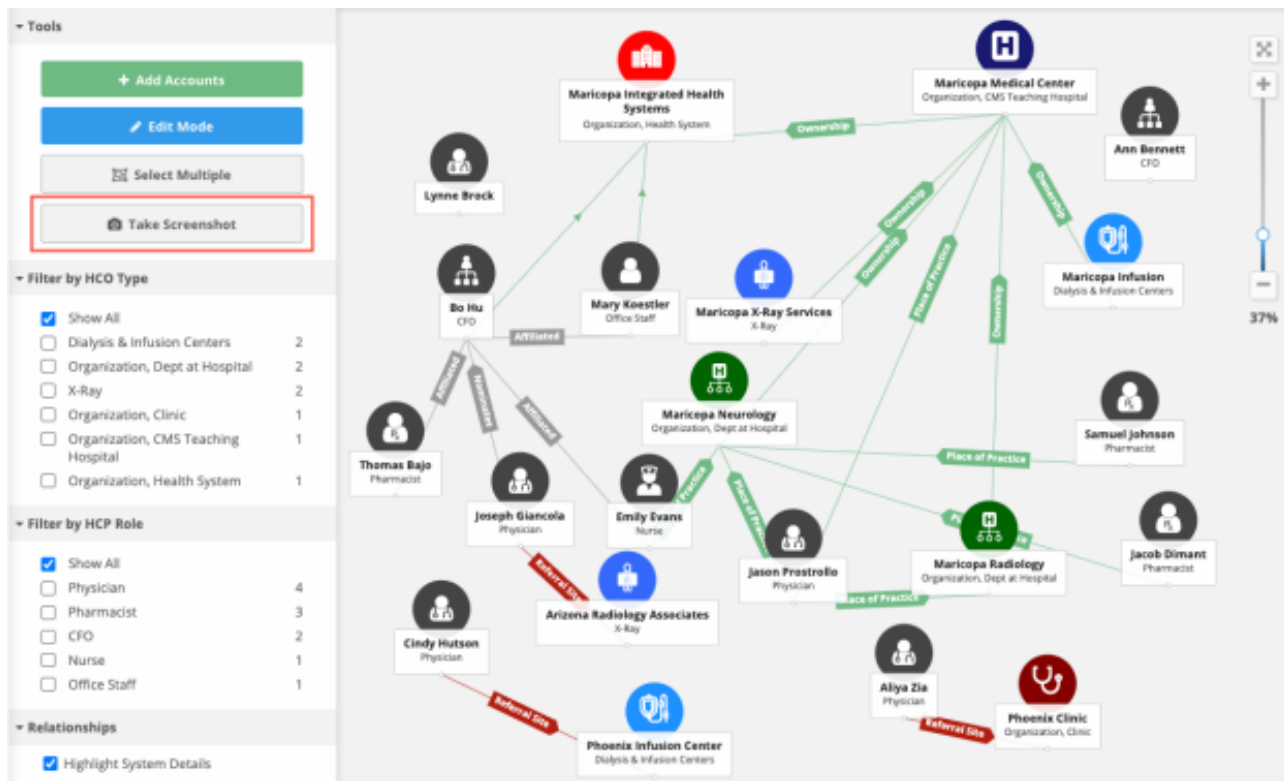 Tools
+ Add Accounts
Edit Mode
Select Multiple
Take Screenshot
Filter by HCO Type
Show All
Dialysis & Infusion Centers 2
Organization, Dept at Hospital 2
X-Ray 2
Organization, Clinic 1
Organization, CMS Teaching 1
Hospital
Organization, Health System 1
Filter by HCP Role
Show All
Physician 4
Pharmacist 3
CFO 2
Nurse 1
Office Staff 1
Relationships
Highlight System Details
Maricopa Integrated Health
Systems
Organization, Health System
Maricopa Medical Center
Organization, CMS Teaching Hospital
Ownership
Ann Bennett
CFO
Lynne Brock
Ownership
Ownership
Ownership
Place of Practice
Ownership
Maricopa Infusion
Dialysis & Infusion Centers
37%
Bo Hu
CFO
Mary Koestler
Office Staff
Maricopa X-Ray Services
X-Ray
Affiliated
Affiliated
Affiliated
Maricopa Neurology
Organization, Dept at Hospital
Samuel Johnson
Pharmacist
Thomas Bajo
Pharmacist
Place of Practice
Practice
Place of Practice
Joseph Giancola
Physician
Emily Evans
Nurse
Jason Prostrollo
Physician
Maricopa Radiology
Organization, Dept at Hospital
Jacob Dimant
Pharmacist
Place of Practice
Referral Site
Arizona Radiology Associates
X-Ray
Cindy Hutson
Physician
Aliya Zia
Physician
Referral Site
Phoenix Infusion Center
Dialysis & Infusion Centers
Referral Site
Phoenix Clinic
Organization, Clinic